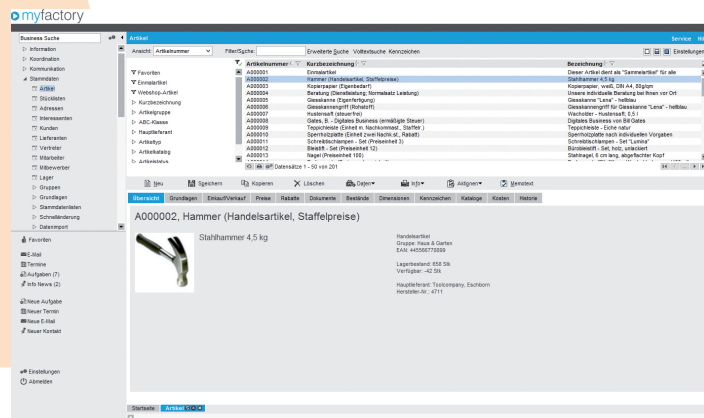 myfactory
Business Suche
Artikel
Service
Information
Koordination
Kommunikation
Stammdaten
Artikel
Stücklisten
Adressen
Interessenten
Kunden
Lieferanten
Vertreter
Mitarbeiter
Mitbewerber
Lager
Gruppen
Grundlagen
Stammdatenlisten
Schnelländerung
Datenimport
Favoriten
E-Mail
Termine
Aufgaben (7)
Info News (2)
Neue Aufgabe
Neuer Termin
Neue E-Mail
Neuer Kontakt
Einstellungen
Abmelden
Ansicht: Artikelnummer Filter/Suche: Erweiterte Suche Volltextsuche Kennzeichen Einstellungen
Favoriten
Einmalartikel
Webshop-Artikel
Kurzbezeichnung
Artikelgruppe
ABC-Klasse
Hauptlieferant
Artikeltyp
Artikelkatalog
Artikelstatus
Artikelnummer Kurzbezeichnung Bezeichnung
A000001 Einmalartikel Dieser Artikel dient als "Sammelartikel" für alle
A000002 Hammer (Handelsartikel, Staffelpreise) Stahlhammer 4,5 kg
A000003 Kopierpapier (Eigenbedarf) Kopierpapier, weiß, DIN A4, 80g/qm
A000004 Beratung (Dienstleistung; Normalsatz Leistung) Unsere individuelle Beratung bei Ihnen vor Ort
A000005 Giesskanne (Eigenfertigung) Giesskanne "Lena" - hellblau
A000006 Giesskannengriff (Rohstoff) Giesskannengriff für Giesskanne "Lena" - hellblau
A000007 Hustensaft (steuerfrei) Wacholder - Hustensaft; 0,5 l
A000008 Gates, B. - Digitales Business (ermäßigte Steuer) Digitales Business von Bill Gates
A000009 Teppichleiste (Einheit m. Nachkommast., Staffelr.) Teppichleiste - Eiche natur
A000010 Sperrholzplatte (Einheit zwei Nachk.st., Rabatt) Sperrholzplatte nach individuellen Vorgaben
A000011 Schreibtischlampen - Set (Preiseinheit 3) Schreibtischlampen - Set "Lumina"
A000012 Bleistift - Set (Preiseinheit 12) Bürobleistift - Set, holz, unlackiert
A000013 Nagel (Preiseinheit 100) Stahlnagel, 6 cm lang, abgeflachter Kopf
Datensätze 1 - 50 von 201
Neu Speichern Kopieren Löschen Daten Info Aktionen Memotext
Übersicht Grundlagen Einkauf/Verkauf Preise Rabatte Dokumente Bestände Dimensionen Kennzeichen Kataloge Kosten Historie
A000002, Hammer (Handelsartikel, Staffelpreise)
Stahlhammer 4,5 kg
Handelsartikel
Gruppe: Haus & Garten
EAN: 445566778899
Lagerbestand: 658 Stk
Verfügbar: -42 Stk
Hauptlieferant: Toolcompany, Eschborn
Hersteller-Nr.: 4711
Startseite Artikel